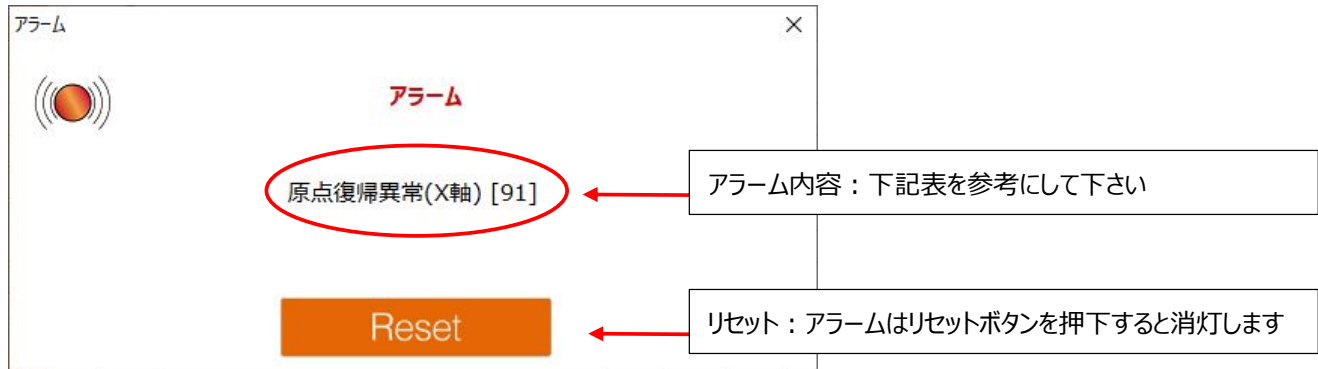 アラーム
アラーム
原点復帰異常(X軸) [91]
アラーム内容：下記表を参考にして下さい
Reset
リセット：アラームはリセットボタンを押下すると消灯します